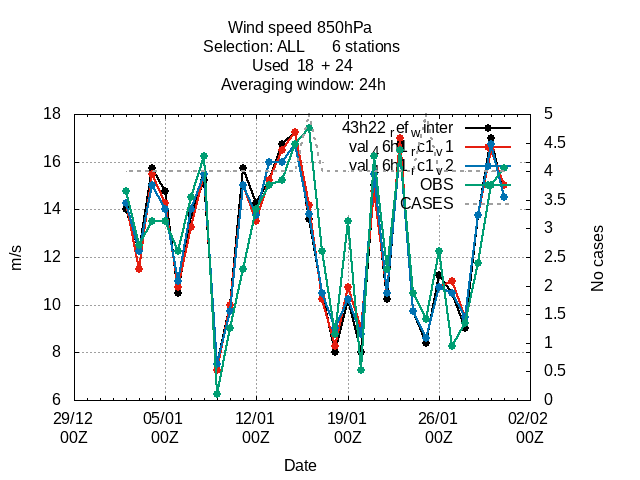 Wind speed 850hPa
Selection: ALL 6 stations
Used 18 + 24
Averaging window: 24h
18 5
43h22_ref_winter
4.5
val_46h1_rfc1_v1
16
val_46h1_rfc1_v2
4
OBS
14 CASES 3.5
3
12 2.5
m/s No cases
2
10 1.5
8 1
0.5
6 0
29/12 05/01 12/01 19/01 26/01 02/02
00Z 00Z 00Z 00Z 00Z 00Z
Date